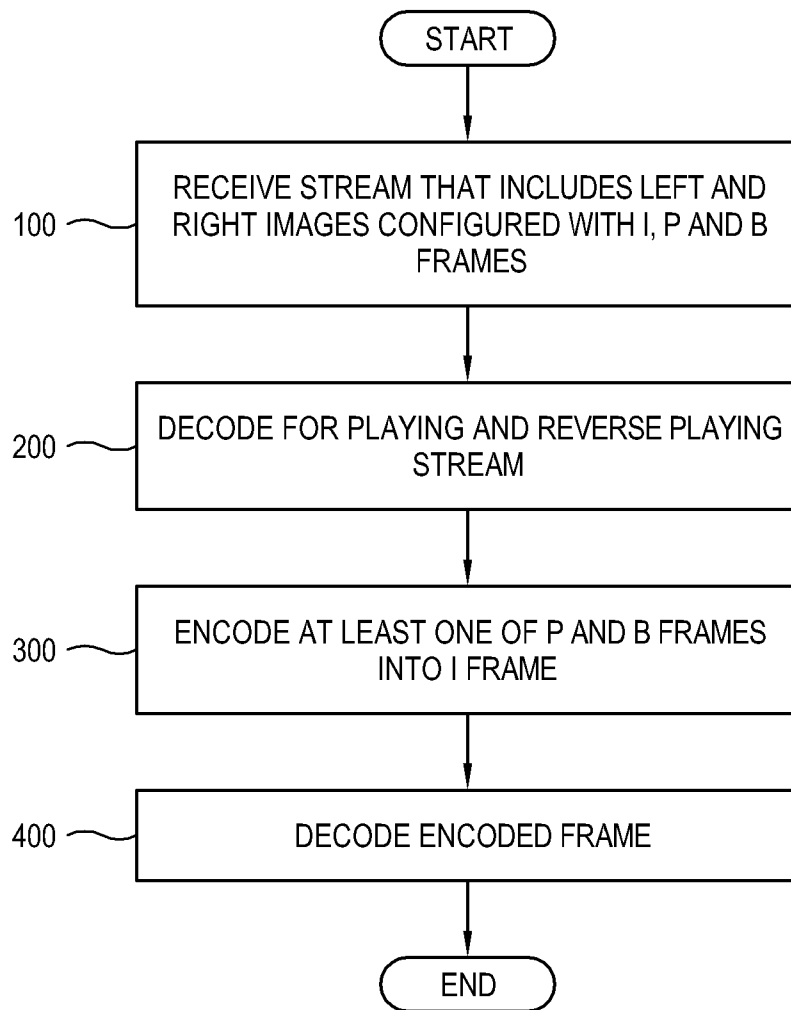 START
100
RECEIVE STREAM THAT INCLUDES LEFT AND
RIGHT IMAGES CONFIGURED WITH I, P AND B
FRAMES
200
DECODE FOR PLAYING AND REVERSE PLAYING
STREAM
300
ENCODE AT LEAST ONE OF P AND B FRAMES
INTO I FRAME
400
DECODE ENCODED FRAME
END